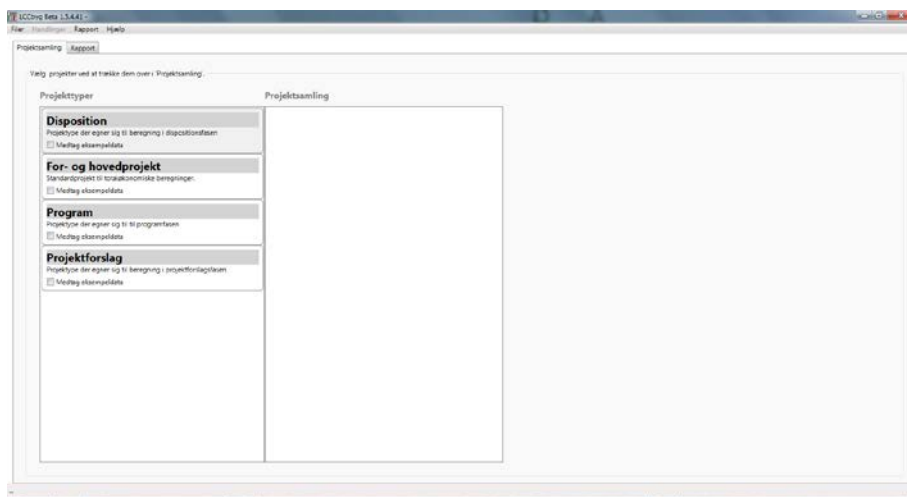 LCCbyg Beta 1.5.4.41 -
Filer Handlinger Rapport Hjælp
Projektsamling Rapport
Vælg projekter ved at trække dem over i 'Projektsamling'.
Projekttyper Projektsamling
Disposition
Projektype der egner sig til beregning i dispositionsfasen
Medtag eksempeldata
For- og hovedprojekt
Standardprojekt til totaløkonomiske beregninger.
Medtag eksempeldata
Program
Projektype der egner sig til til programfasen
Medtag eksempeldata
Projektforslag
Projektype der egner sig til beregning i projektforslagsfasen
Medtag eksempeldata